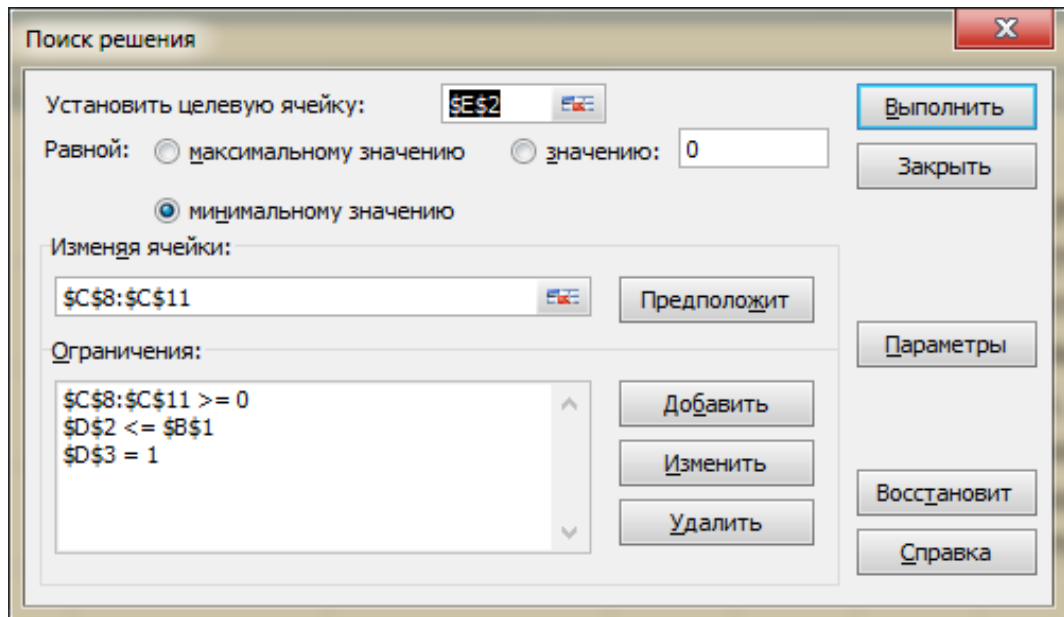 Поиск решения
Установить целевую ячейку: $E$2
Выполнить
Равной: максимальному значению значению: 0
Закрыть
минимальному значению
Изменяя ячейки:
$C$8:$C$11 Предположит
Ограничения:
Параметры
$C$8:$C$11 >= 0
$D$2 <= $B$1
$D$3 = 1
Добавить
Изменить
Удалить
Восстановит
Справка